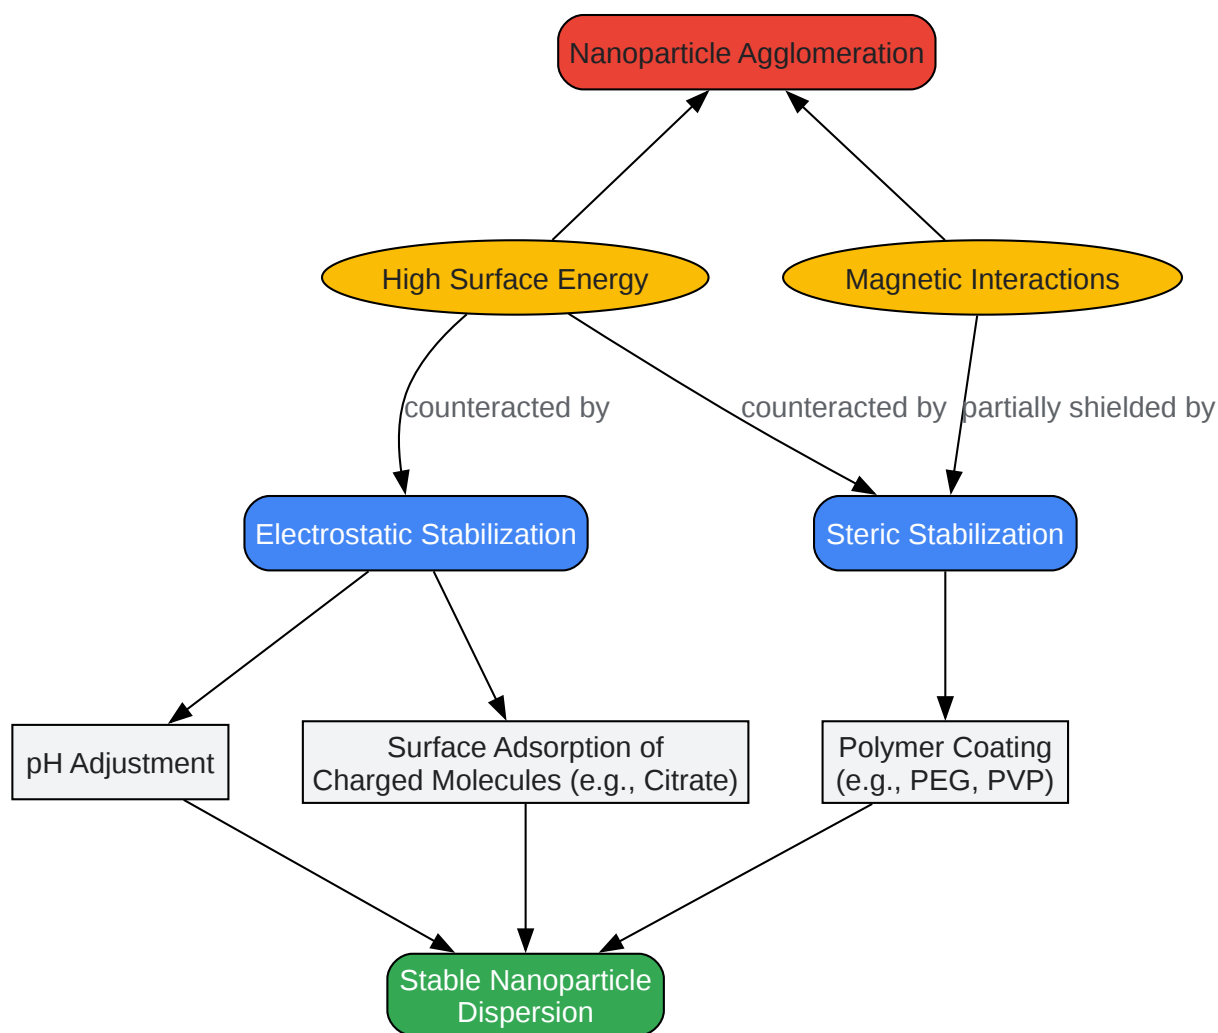 Nanoparticle Agglomeration
High Surface Energy
Magnetic Interactions
counteracted by
counteracted by
partially shielded by
Electrostatic Stabilization
Steric Stabilization
pH Adjustment
Surface Adsorption of
Charged Molecules (e.g., Citrate)
Polymer Coating
(e.g., PEG, PVP)
Stable Nanoparticle
Dispersion